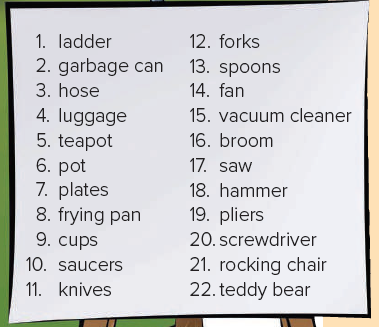 1. ladder
2. garbage can
3. hose
4. luggage
5. teapot
6. pot
7. plates
8. frying pan
9. cups
10. saucers
11. knives
12. forks
13. spoons
14. fan
15. vacuum cleaner
16. broom
17. saw
18. hammer
19. pliers
20. screwdriver
21. rocking chair
22. teddy bear